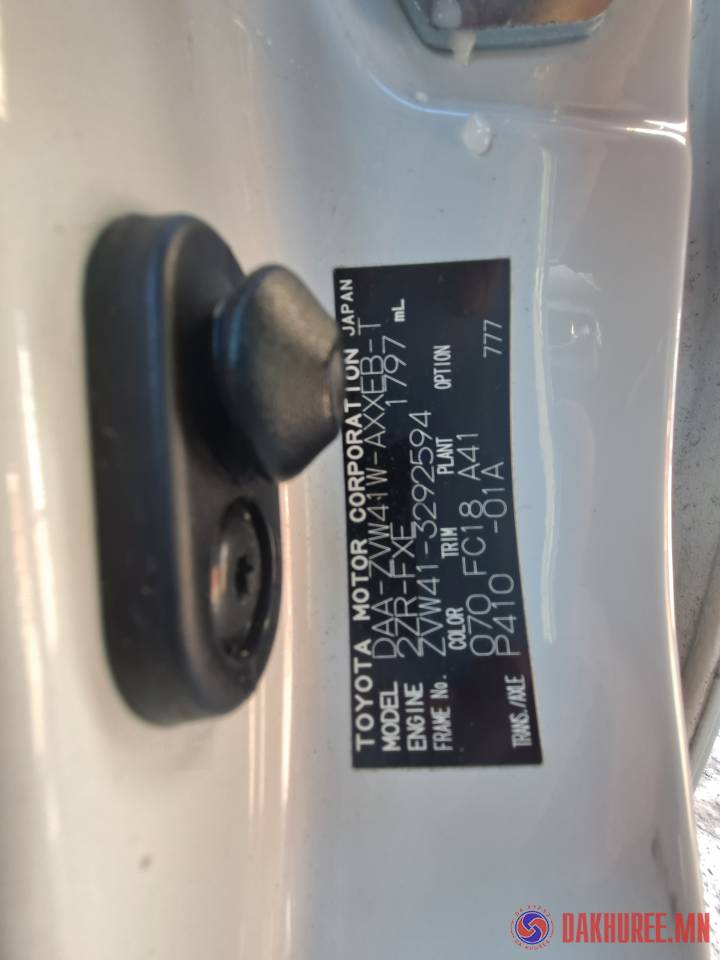 TOYOTA MOTOR CORPORATION JAPAN
MODEL DAA-ZVW41W-AXXEB-T
ENGINE 2ZR-FXE 1797 mL
FRAME No. ZVW41-3292594
COLOR TRIM PLANT OPTION
070 FC18 A41
TRANS./AXLE P410 -01A 777
DAKHUREE.MN